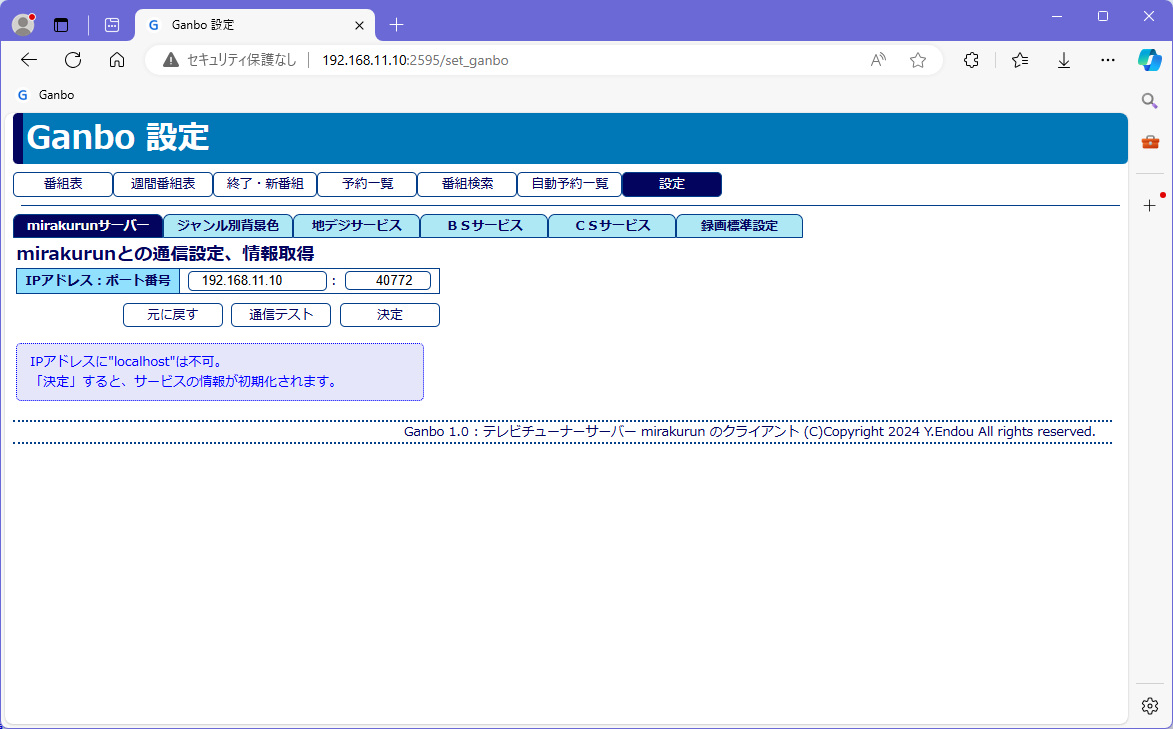 Ganbo 設定
セキュリティ保護なし 192.168.11.10:2595/set_ganbo
G Ganbo
Ganbo 設定
番組表 週間番組表 終了・新番組 予約一覧 番組検索 自動予約一覧 設定
mirakurunサーバー ジャンル別背景色 地デジサービス ＢＳサービス ＣＳサービス 録画標準設定
mirakurunとの通信設定、情報取得
IPアドレス：ポート番号 192.168.11.10 : 40772
元に戻す 通信テスト 決定
IPアドレスに"localhost"は不可。
「決定」すると、サービスの情報が初期化されます。
Ganbo 1.0 : テレビチューナーサーバー mirakurun のクライアント (C)Copyright 2024 Y.Endou All rights reserved.